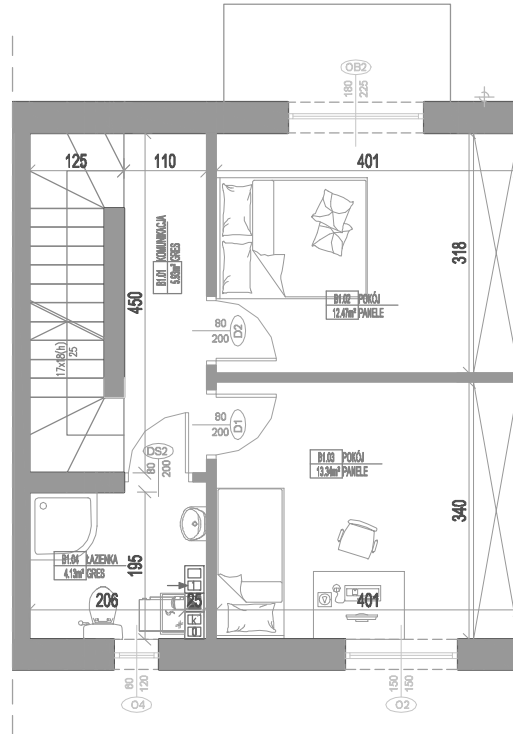 OB2
180
225
125
110
401
B1.01 KOMUNIKACJA
5.93m² GRES
450
318
B1.02 POKÓJ
12.47m² PANELE
80
200
D2
17x18(h)
25
80
200
D1
DS2
80
200
B1.03 POKÓJ
13.34m² PANELE
340
B1.04 ŁAZIENKA
4.13m² GRES
195
206
25
401
60
120
O4
150
150
O2